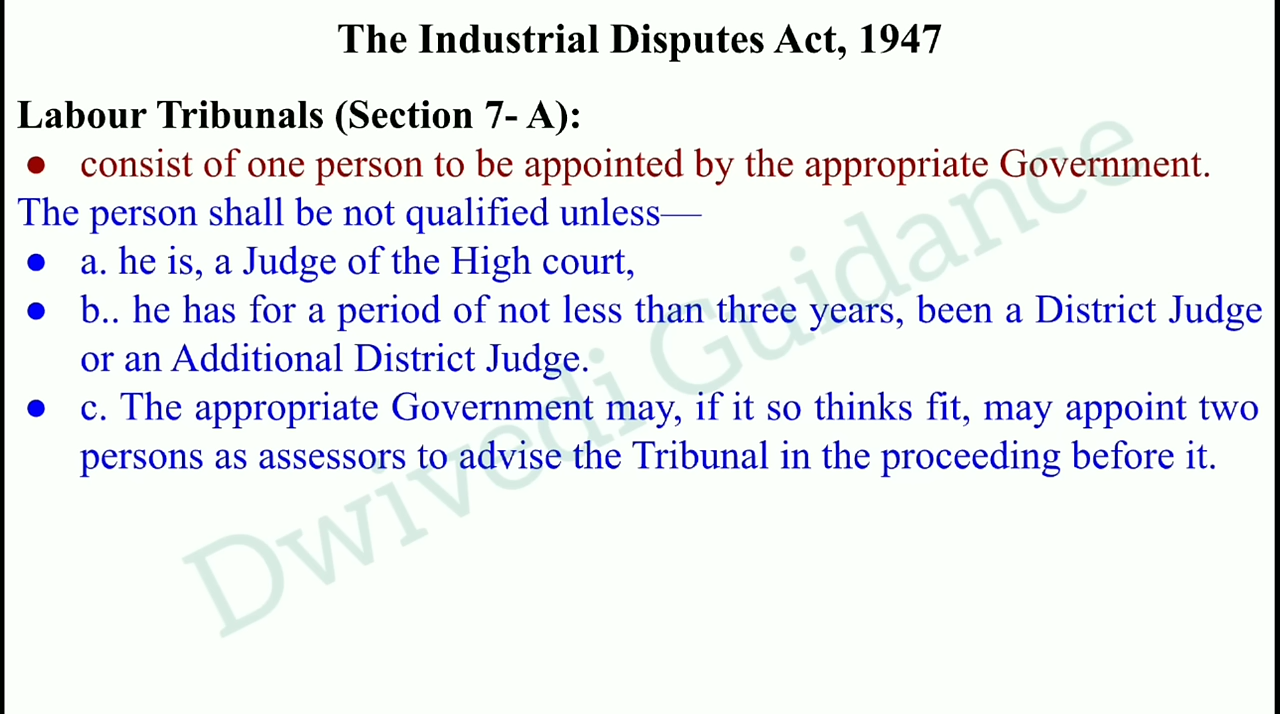 The Industrial Disputes Act, 1947
Labour Tribunals (Section 7- A):
● consist of one person to be appointed by the appropriate Government.
The person shall be not qualified unless—
● a. he is, a Judge of the High court,
● b.. he has for a period of not less than three years, been a District Judge
or an Additional District Judge.
● c. The appropriate Government may, if it so thinks fit, may appoint two
persons as assessors to advise the Tribunal in the proceeding before it.
Dwivedi Guidance